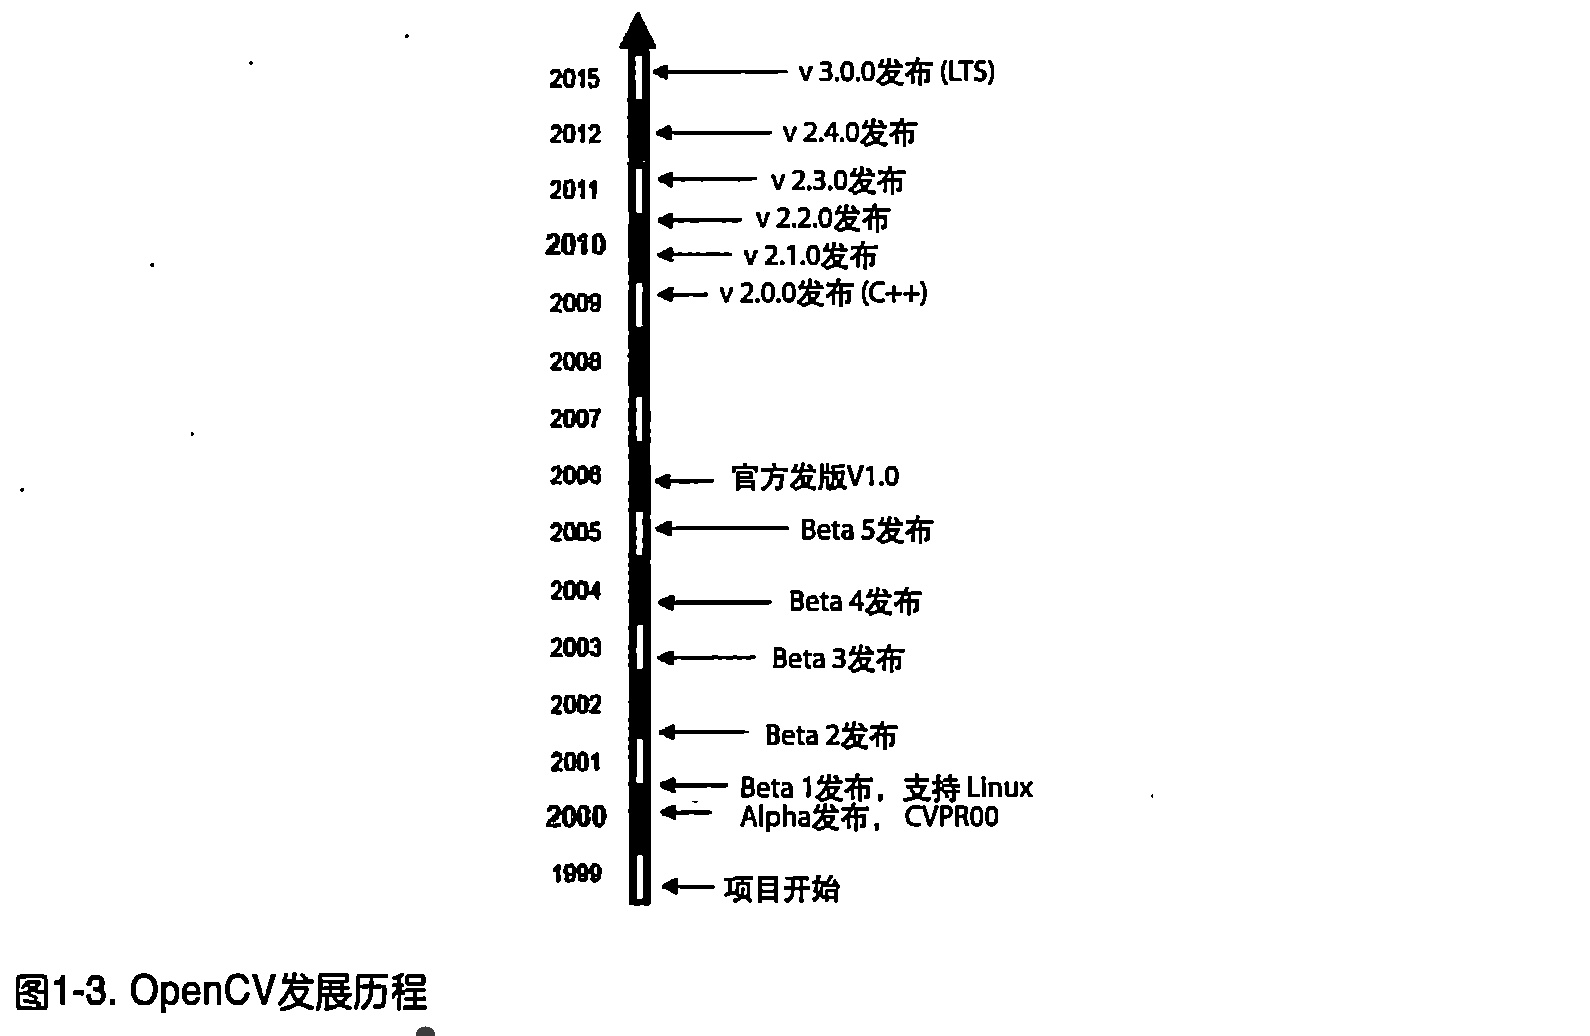 2015 v 3.0.0发布 (LTS)
2012 v 2.4.0发布
2011 v 2.3.0发布
v 2.2.0发布
2010
v 2.1.0发布
2009 v 2.0.0发布 (C++)
2008
2007
2006 官方发版V1.0
2005 Beta 5发布
2004 Beta 4发布
2003 Beta 3发布
2002
Beta 2发布
2001
Beta 1发布，支持 Linux
2000 Alpha发布，CVPR00
1999 项目开始
图1-3. OpenCV发展历程